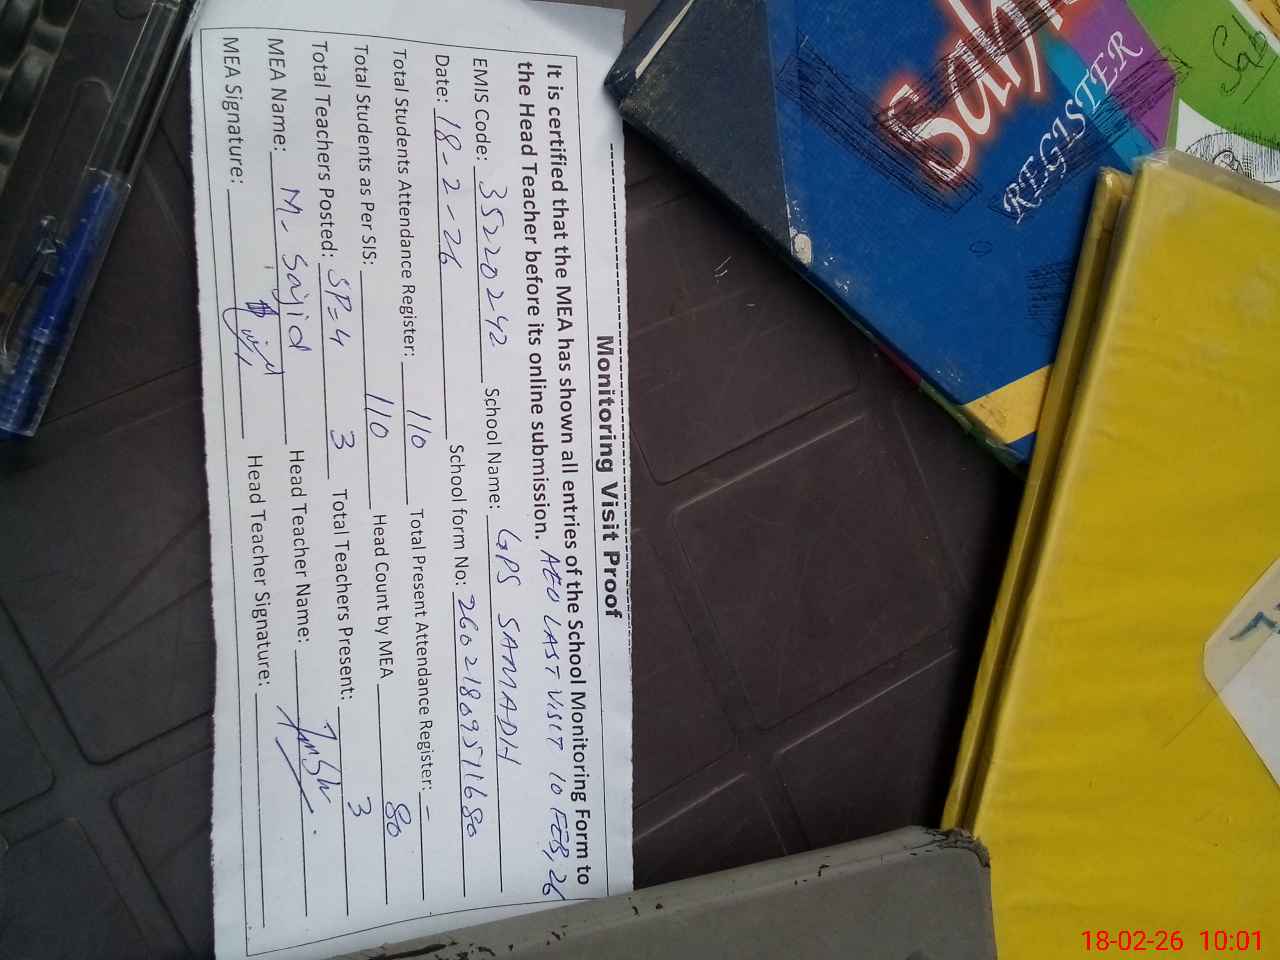 Monitoring Visit Proof
It is certified that the MEA has shown all entries of the School Monitoring Form to
the Head Teacher before its online submission. AEO LAST VISIT 10 FEB, 26
EMIS Code: 35220242 School Name: GPS SAMADH
Date: 18-2-26 School form No: 260218095711680
Total Students Attendance Register: 110 Total Present Attendance Register: –
Total Students as Per SIS: 110 Head Count by MEA 80
Total Teachers Posted: SP=4 3 Total Teachers Present: 3
MEA Name: M. Sajid Head Teacher Name:
MEA Signature: Head Teacher Signature:
REGISTER
18-02-26 10:01